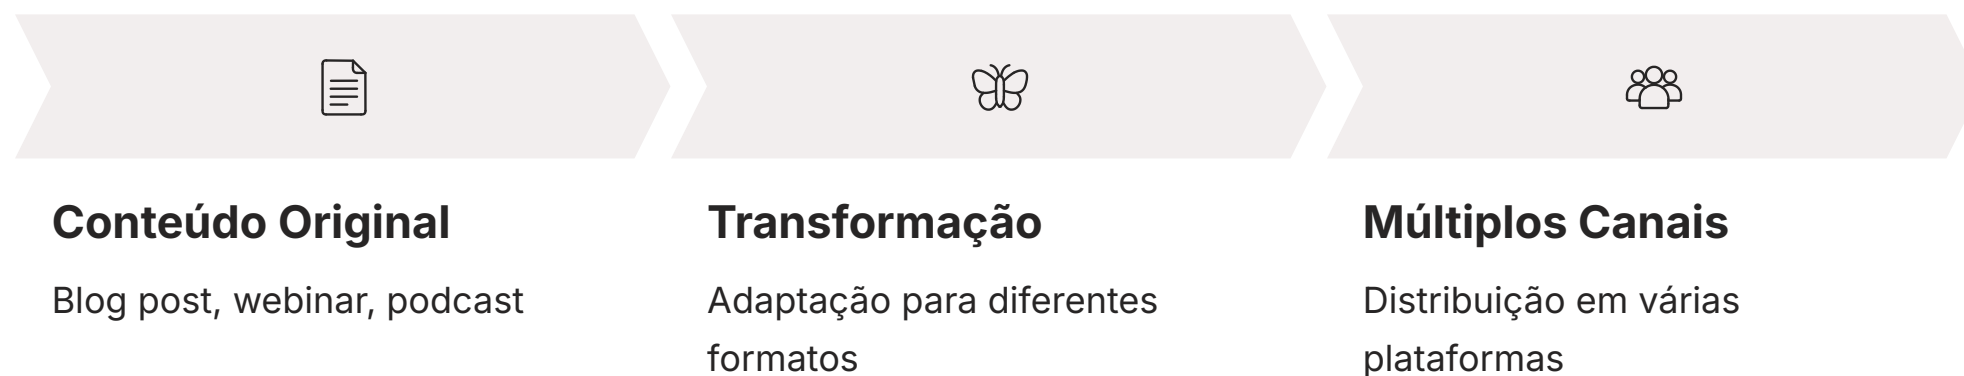 Conteúdo Original
Blog post, webinar, podcast
Transformação
Adaptação para diferentes
formatos
Múltiplos Canais
Distribuição em várias
plataformas